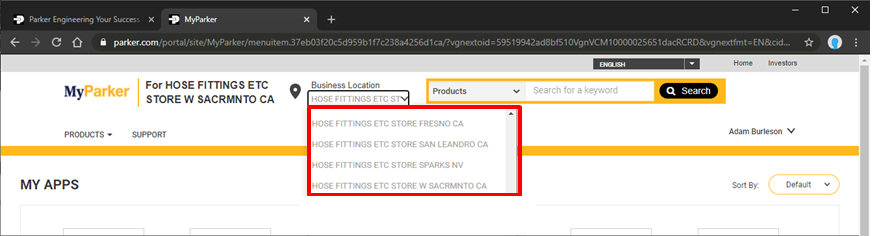 Parker Engineering Your Success
MyParker
parker.com/portal/site/MyParker/menuitem.37eb03f20c5d959b1f7c238a4256d1ca/?vgnextoid=59519942ad8bf510VgnVCM10000025651dacRCRD&vgnextfmt=EN&cid...
ENGLISH
Home
Investors
MyParker
For HOSE FITTINGS ETC
STORE W SACRMNTO CA
Business Location
HOSE FITTINGS ETC ST
Products
Search for a keyword
Search
HOSE FITTINGS ETC STORE FRESNO CA
HOSE FITTINGS ETC STORE SAN LEANDRO CA
HOSE FITTINGS ETC STORE SPARKS NV
HOSE FITTINGS ETC STORE W SACRMNTO CA
PRODUCTS
SUPPORT
Adam Burleson
MY APPS
Sort By:
Default